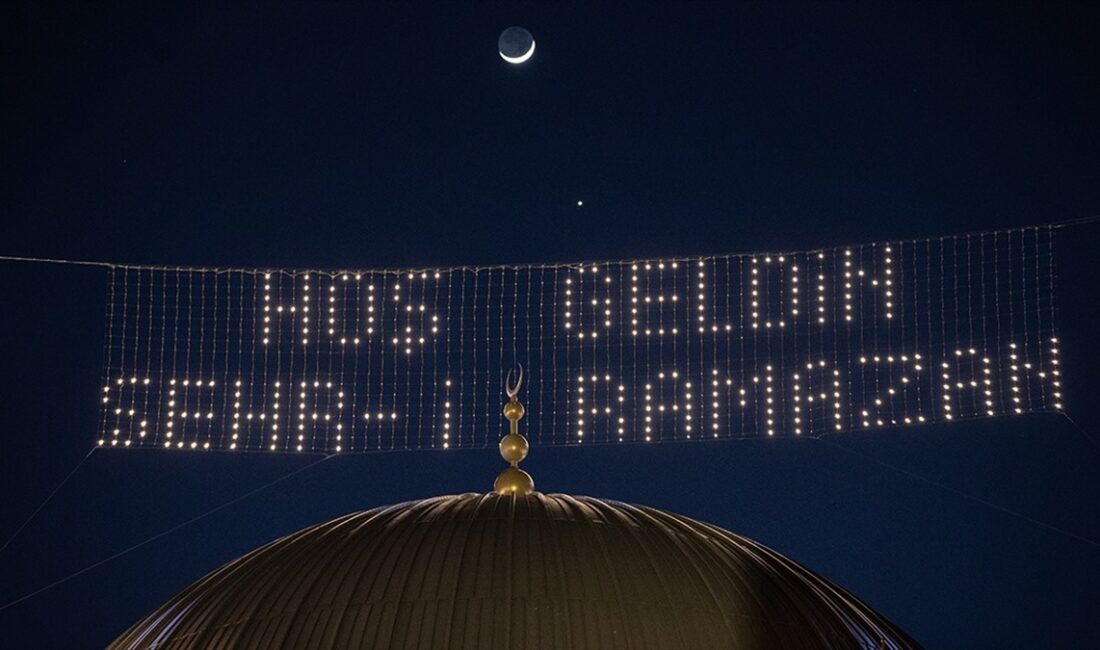 HOŞ GELDİN
ŞEHR-İ RAMAZAN